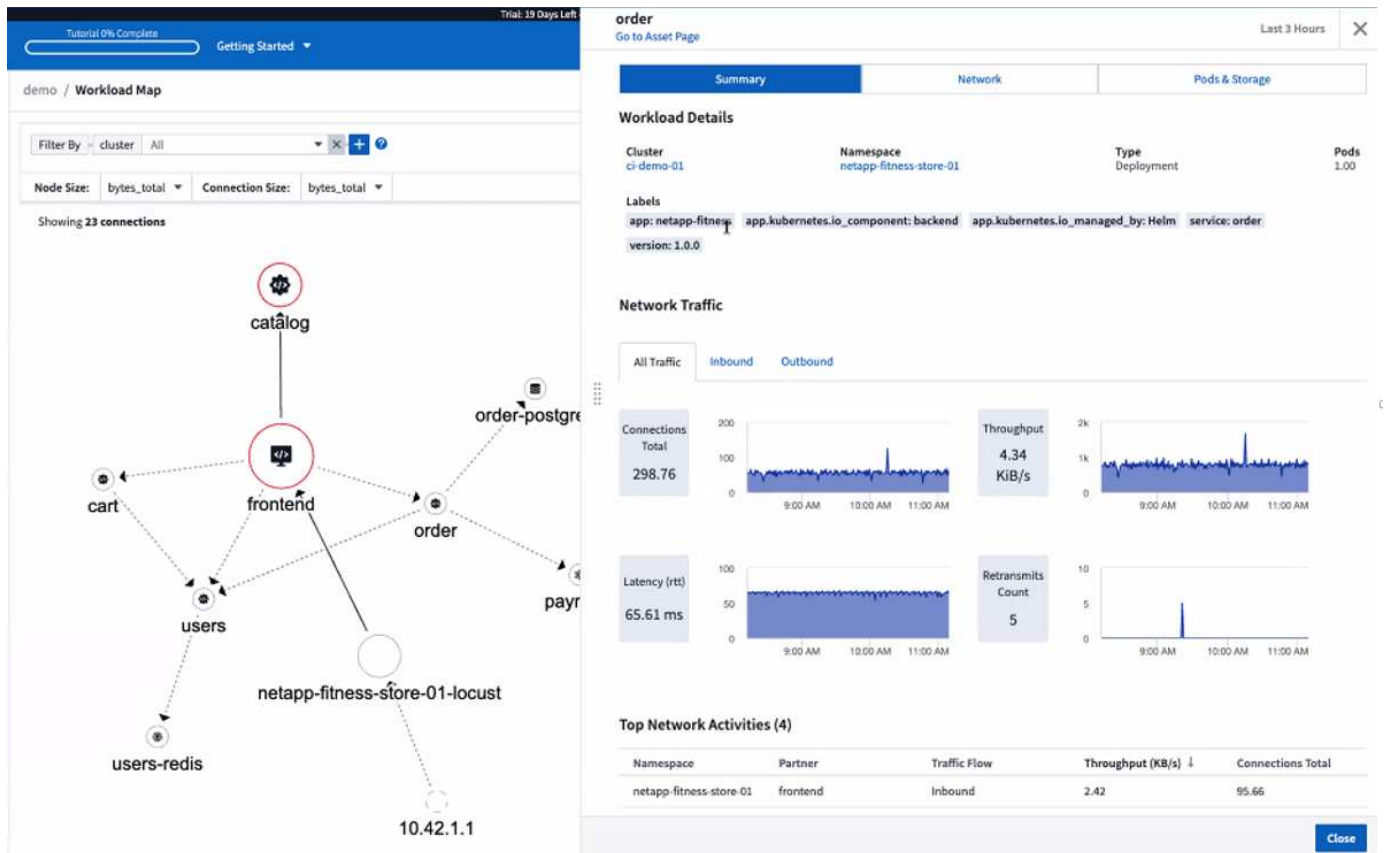 Trial: 19 Days Left
Tutorial 0% Complete
Getting Started
demo / Workload Map
Filter By cluster All
Node Size: bytes_total Connection Size: bytes_total
Showing 23 connections
catalog
order-postgre
frontend
cart
order
payr
users
netapp-fitness-store-01-locust
users-redis
10.42.1.1
order
Go to Asset Page
Last 3 Hours
Summary Network Pods & Storage
Workload Details
Cluster Namespace Type Pods
ci-demo-01 netapp-fitness-store-01 Deployment 1.00
Labels
app: netapp-fitness app.kubernetes.io_component: backend app.kubernetes.io_managed_by: Helm service: order
version: 1.0.0
Network Traffic
All Traffic Inbound Outbound
Connections
Total
298.76
200
100
0
9:00 AM 10:00 AM 11:00 AM
Throughput
4.34
KiB/s
2k
1k
0
9:00 AM 10:00 AM 11:00 AM
Latency (rtt)
65.61 ms
100
50
0
9:00 AM 10:00 AM 11:00 AM
Retransmits
Count
5
10
5
0
9:00 AM 10:00 AM 11:00 AM
Top Network Activities (4)
Namespace Partner Traffic Flow Throughput (KB/s) ↓ Connections Total
netapp-fitness-store-01 frontend Inbound 2.42 95.66
Close